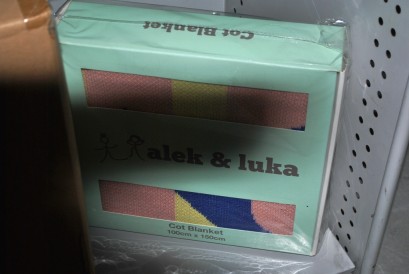 Cot Blanket
alek & luka
Cot Blanket
100cm x 150cm